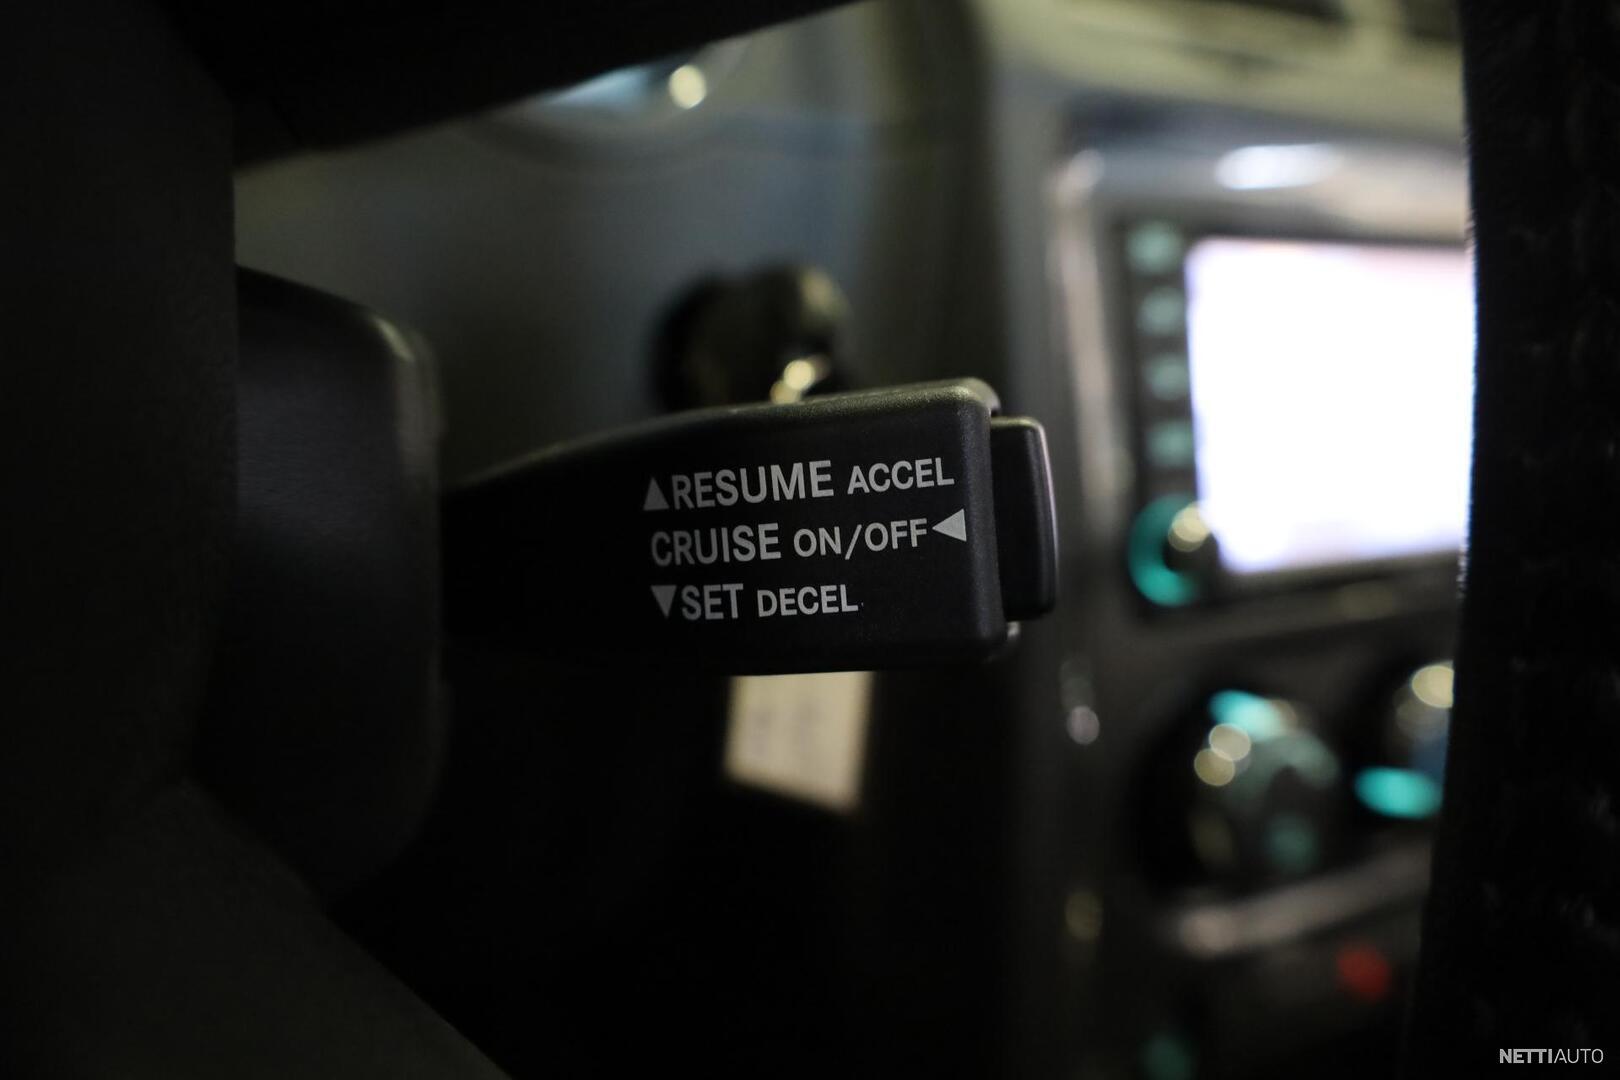 ▲RESUME ACCEL
CRUISE ON/OFF◀
▼SET DECEL
NETTIAUTO